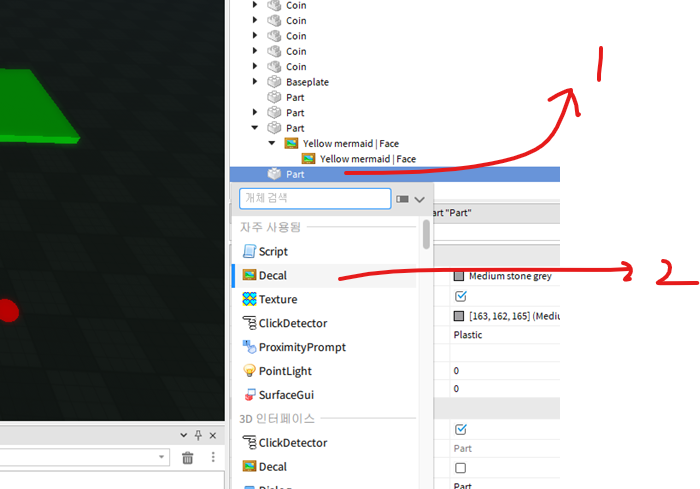 Coin
Coin
Coin
Coin
Coin
Baseplate
Part
Part
Part
Yellow mermaid | Face
Yellow mermaid | Face
Part
1
개체 검색
art "Part"
자주 사용됨
Script
Decal
Medium stone grey
2
Texture
ClickDetector
[163, 162, 165] (Mediu
ProximityPrompt
Plastic
PointLight
0
SurfaceGui
0
3D 인터페이스
ClickDetector
Part
Decal
Dialog
Part